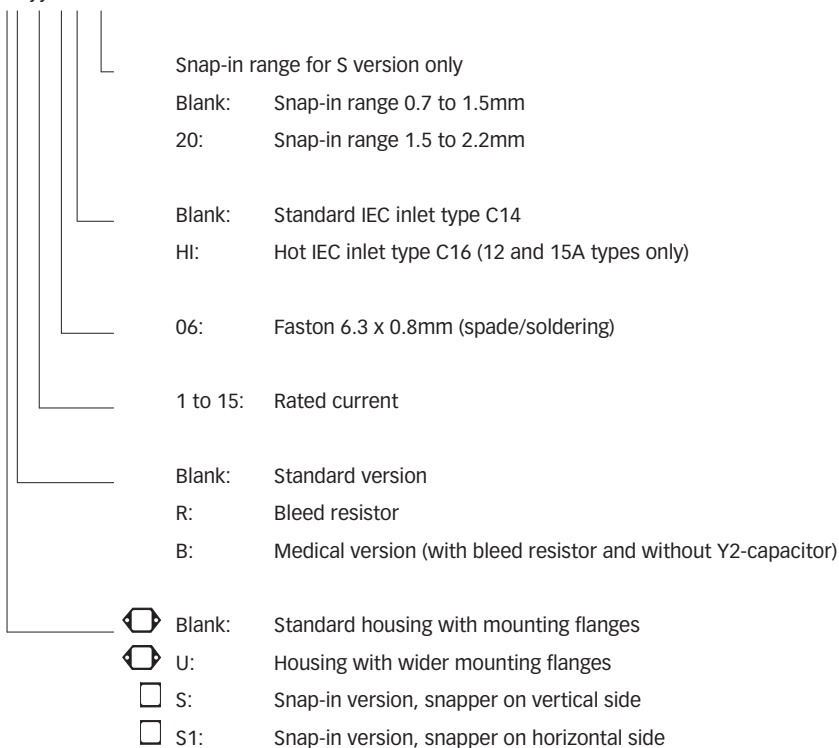 Snap-in range for S version only
Blank: Snap-in range 0.7 to 1.5mm
20: Snap-in range 1.5 to 2.2mm
Blank: Standard IEC inlet type C14
HI: Hot IEC inlet type C16 (12 and 15A types only)
06: Faston 6.3 x 0.8mm (spade/soldering)
1 to 15: Rated current
Blank: Standard version
R: Bleed resistor
B: Medical version (with bleed resistor and without Y2-capacitor)
Blank: Standard housing with mounting flanges
U: Housing with wider mounting flanges
S: Snap-in version, snapper on vertical side
S1: Snap-in version, snapper on horizontal side